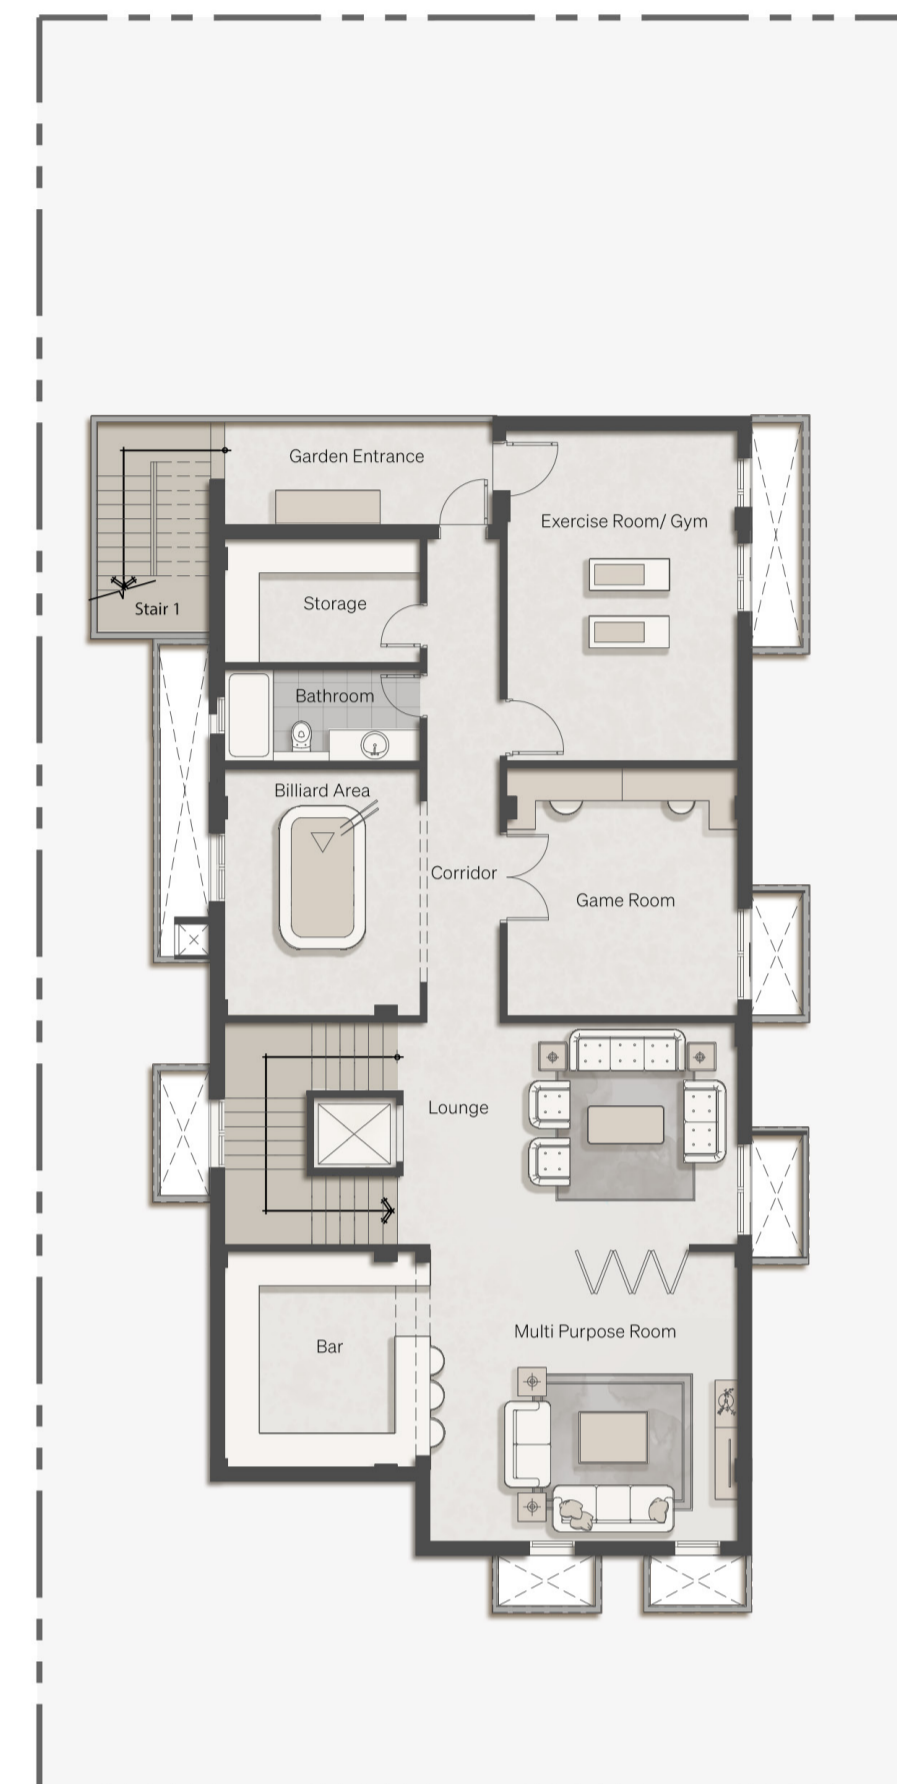 Garden Entrance
Exercise Room/ Gym
Storage
Stair 1
Bathroom
Billiard Area
Corridor
Game Room
Lounge
Multi Purpose Room
Bar